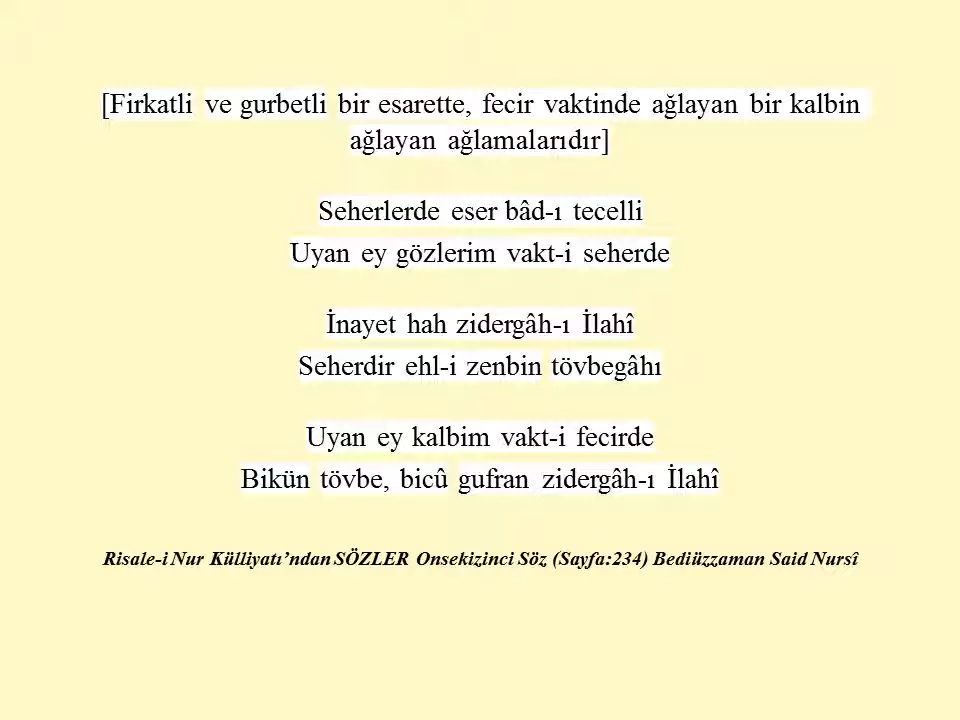 [Firkatli ve gurbetli bir esarette, fecir vaktinde ağlayan bir kalbin
ağlayan ağlamalarıdır]
Seherlerde eser bâd-ı tecelli
Uyan ey gözlerim vakt-i seherde
İnayet hah zidergâh-ı İlahî
Seherdir ehl-i zenbin tövbegâhı
Uyan ey kalbim vakt-i fecirde
Bikün tövbe, bicû gufran zidergâh-ı İlahî
Risale-i Nur Külliyatı’ndan SÖZLER Onsekizinci Söz (Sayfa:234) Bediüzzaman Said Nursî